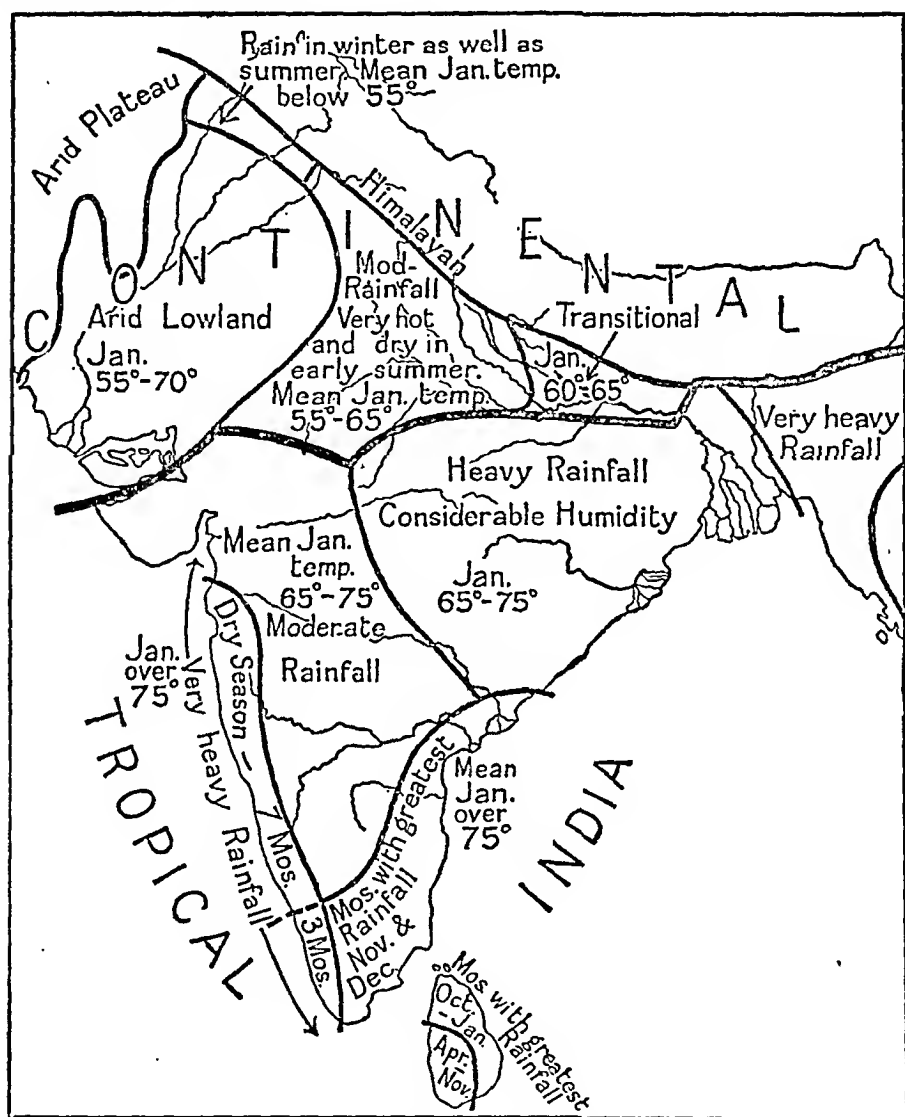 Rain in winter as well as
summer. Mean Jan. temp.
below 55°
Arid Plateau
Himalayan
CONTINENTAL
Mod-
Rainfall
Very hot
and dry in
early summer.
Mean Jan. temp.
55°-65°
Arid Lowland
Jan.
55°-70°
Transitional
Jan.
60°-65°
Very heavy
Rainfall
Heavy Rainfall
Considerable Humidity
Jan.
65°-75°
Mean Jan.
temp.
65°-75°
Moderate
Rainfall
Jan.
over
75°
Very heavy Rainfall
Dry Season - 7 Mos.
3 Mos.
Mos. with greatest
Rainfall
Nov. &
Dec.
Mean
Jan.
over
75°
TROPICAL
INDIA
Mos. with greatest
Rainfall
Oct.
-Jan.
Apr.-
Nov.